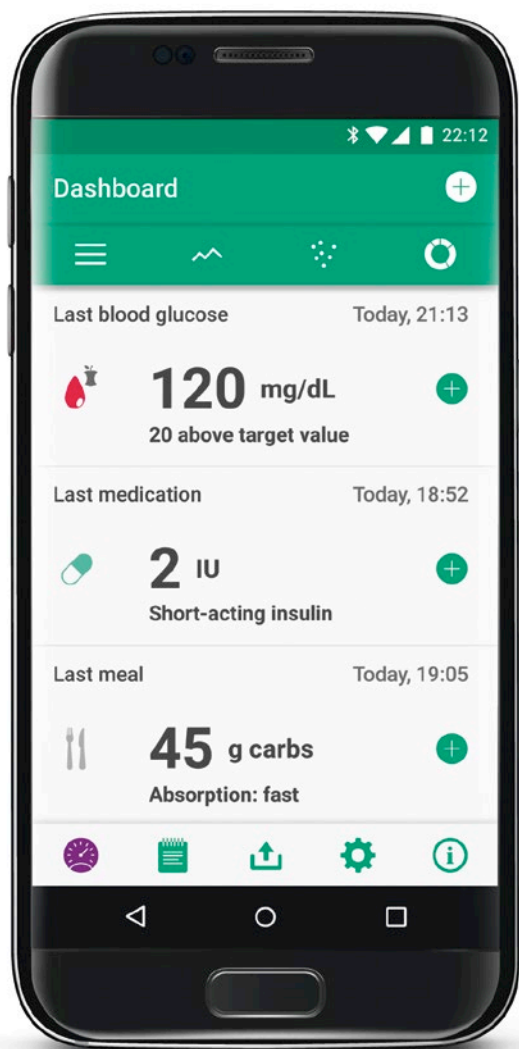 22:12
Dashboard
Last blood glucose Today, 21:13
120 mg/dL
20 above target value
Last medication Today, 18:52
2 IU
Short-acting insulin
Last meal Today, 19:05
45 g carbs
Absorption: fast